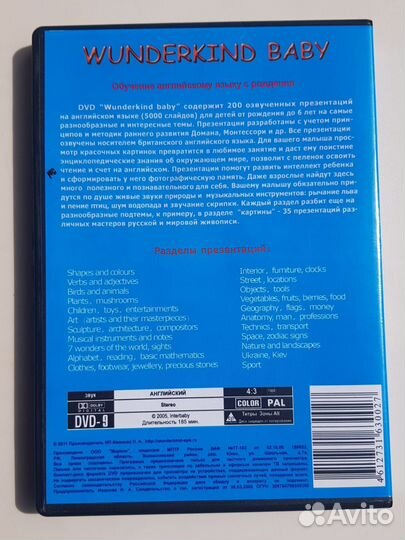 WUNDERKIND BABY
Обучение английскому языку с рождения
DVD "Wunderkind baby" содержит 200 озвученных презентаций
на английском языке (5000 слайдов) для детей от рождения до 6 лет на самые
разнообразные и интересные темы. Презентации разработаны с учетом прин-
ципов и методик раннего развития Домана, Монтессори и др. Все презентации
озвучены носителем британского английского языка. Для вашего малыша прос-
мотр красочных картинок превратится в любимое занятие и даст ему поистине
энциклопедические знания об окружающем мире, позволит с пеленок освоить
чтение и счет на английском. Презентации помогут развить интеллект ребенка
и сформировать у него фотографическую память. Даже взрослые найдут здесь
много полезного и познавательного для себя. Вашему малышу обязательно при-
дутся по душе живые звуки природы и музыкальных инструментов: рычание льва
и пение птиц, шум водопада и звучание скрипки. Каждый раздел разбит еще на
разнообразные подтемы, к примеру, в разделе "картины" - 35 презентаций раз-
личных мастеров русской и мировой живописи.
Разделы презентаций:
Shapes and colours
Verbs and adjectives
Birds and animals
Plants, mushrooms
Children, toys, entertainments
Art (artists and their masterpieces)
Sculpture, architecture, compositors
Musical instruments and notes
7 wonders of the world, sights
Alphabet, reading, basic mathematics
Clothes, footwear, jewellery, precious stones
Interior, furniture, clocks
Street, locations
Objects, tools
Vegetables, fruits, berries, food
Geography, flags, money
Anatomy, man, professions
Technics, transport
Space, zodiac signs
Nature and landscapes
Ukraine, Kiev
Sport
звук
DOLBY
DIGITAL
DVD-9
АНГЛИЙСКИЙ
Stereo
© 2005, Interbaby
Длительность 185 мин.
4:3
COLOR PAL
Титры Зоны All
4612731630027
Avito